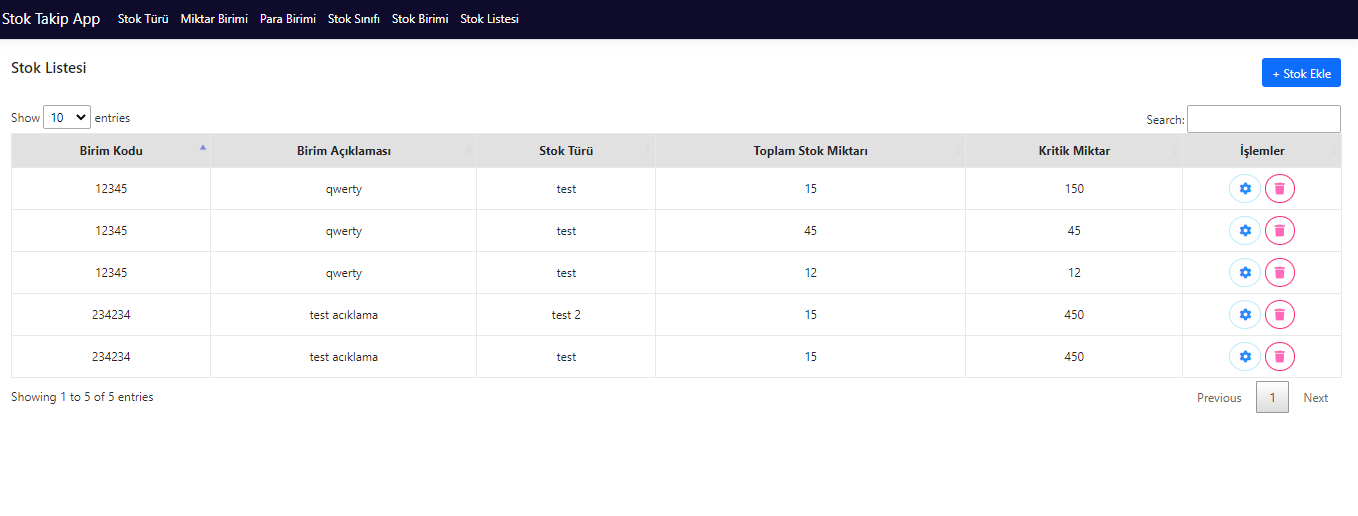 Stok Takip App Stok Türü Miktar Birimi Para Birimi Stok Sınıfı Stok Birimi Stok Listesi
Stok Listesi
+ Stok Ekle
Show 10 entries
Search:
Birim Kodu Birim Açıklaması Stok Türü Toplam Stok Miktarı Kritik Miktar İşlemler
12345 qwerty test 15 150
12345 qwerty test 45 45
12345 qwerty test 12 12
234234 test acıklama test 2 15 450
234234 test acıklama test 15 450
Showing 1 to 5 of 5 entries
Previous 1 Next